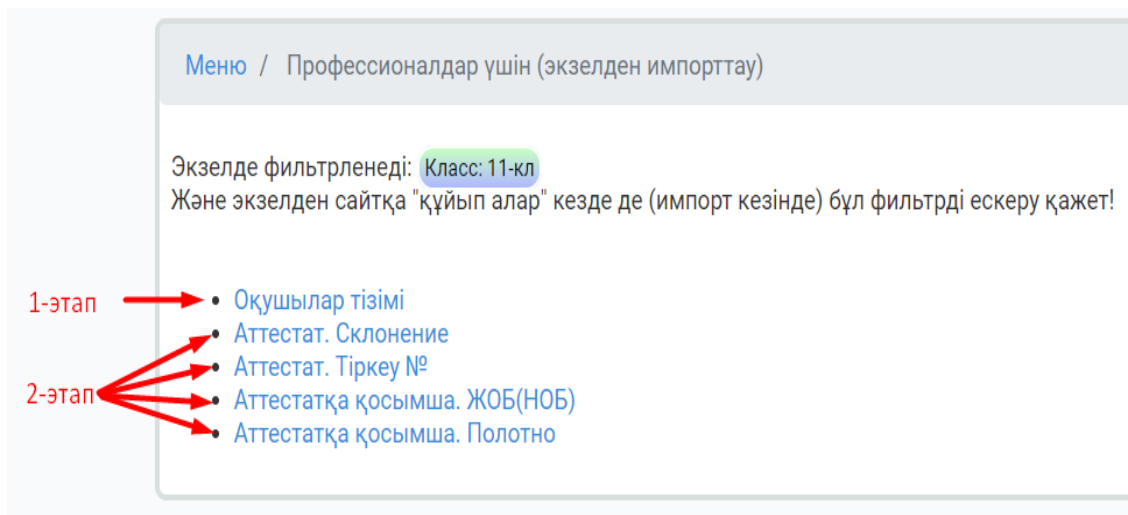 Меню / Профессионалдар үшін (экзелден импорттау)
Экзелде фильтрленеді: Класс: 11-кл
Және экзелден сайтқа "құйып алар" кезде де (импорт кезінде) бұл фильтрді ескеру қажет!
1-этап
Оқушылар тізімі
Аттестат. Склонение
Аттестат. Тіркеу №
2-этап
Аттестатқа қосымша. ЖОБ(НОБ)
Аттестатқа қосымша. Полотно